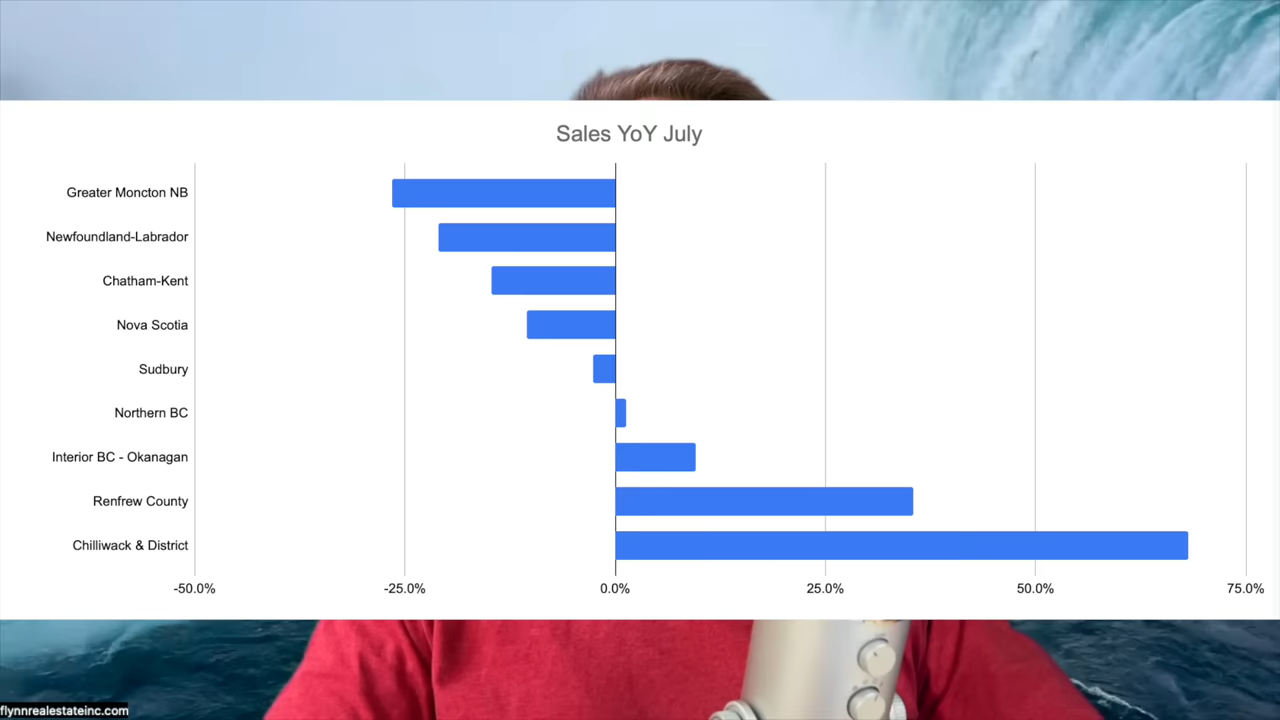 Sales YoY July
Greater Moncton NB
Newfoundland-Labrador
Chatham-Kent
Nova Scotia
Sudbury
Northern BC
Interior BC - Okanagan
Renfrew County
Chilliwack & District
-50.0% -25.0% 0.0% 25.0% 50.0% 75.0%
flynnrealestateinc.com